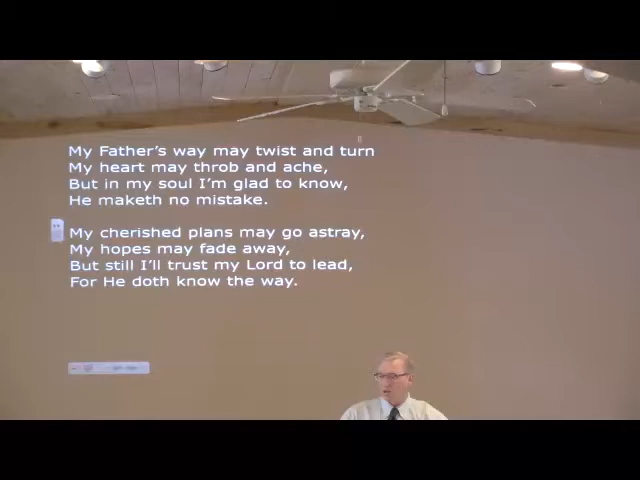 My Father's way may twist and turn
My heart may throb and ache,
But in my soul I'm glad to know,
He maketh no mistake.
My cherished plans may go astray,
My hopes may fade away,
But still I'll trust my Lord to lead,
For He doth know the way.